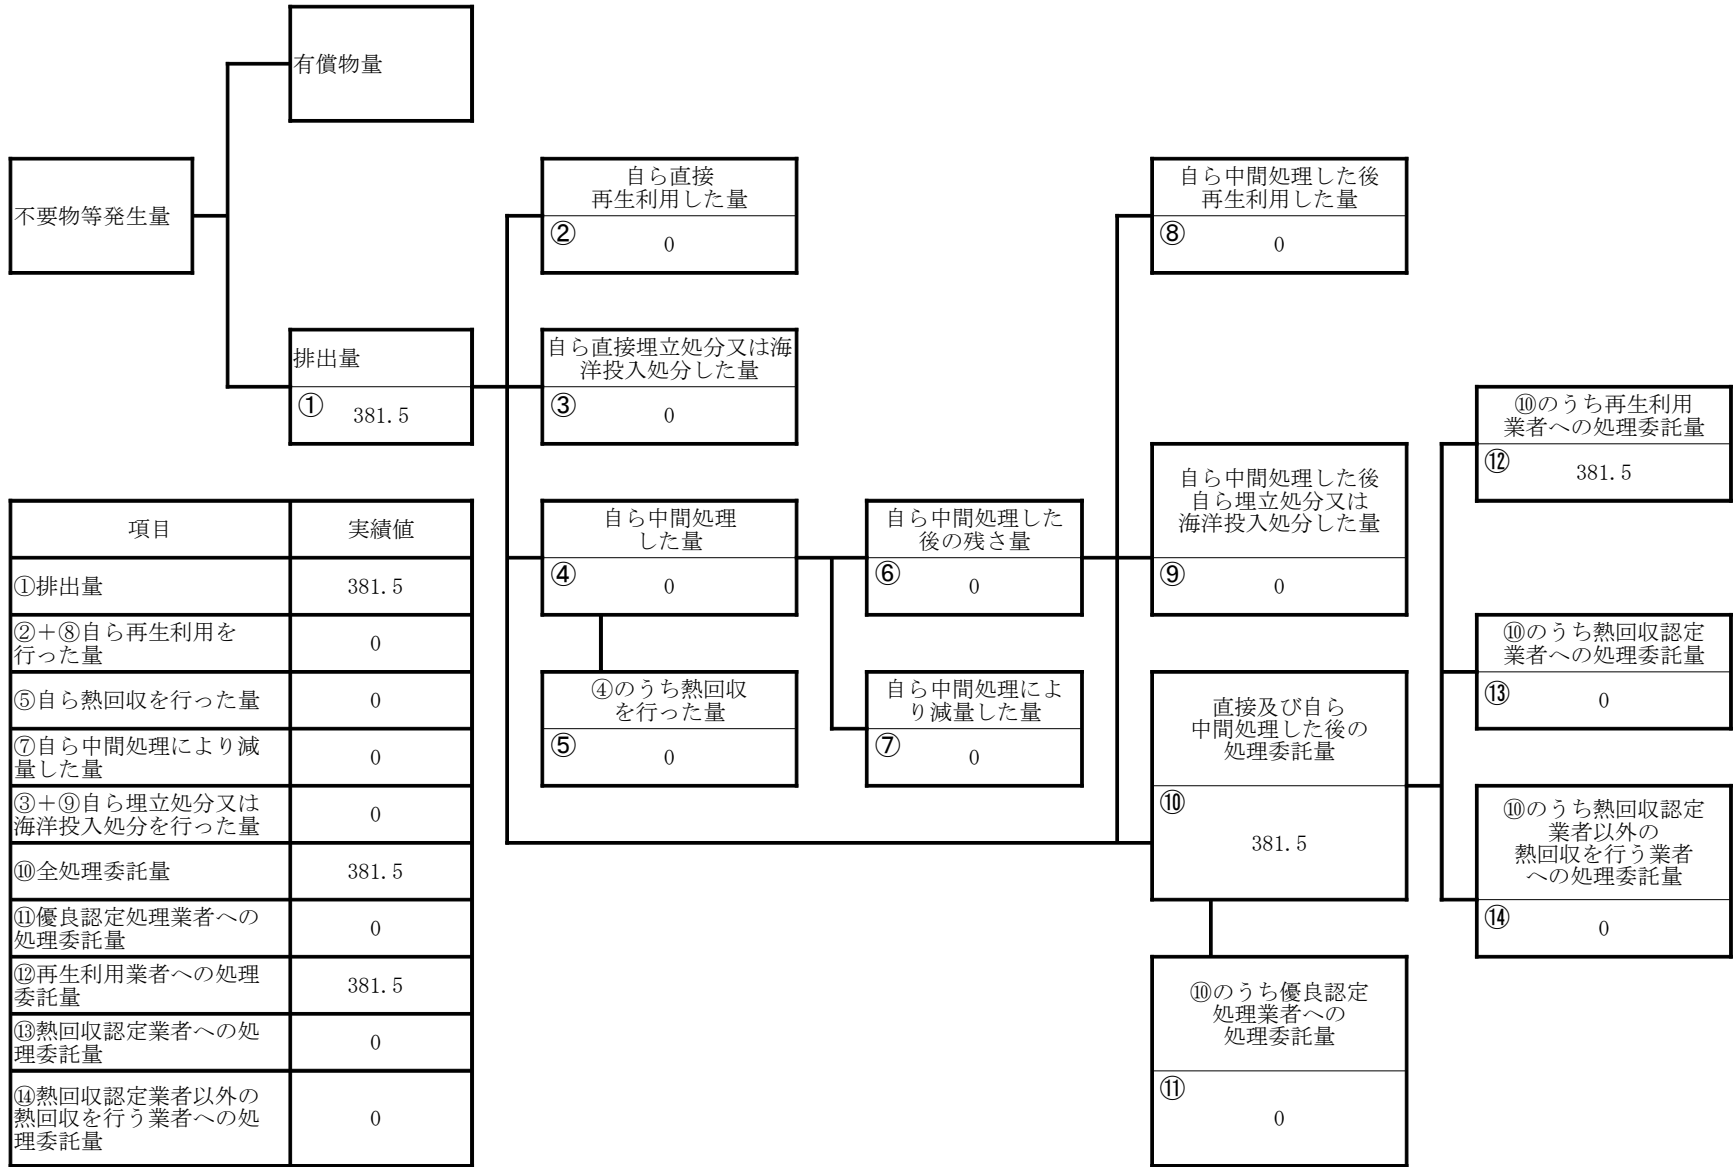 有償物量
不要物等発生量
自ら直接
再生利用した量
②
0
自ら中間処理した後
再生利用した量
⑧
0
排出量
①
381.5
自ら直接埋立処分又は海
洋投入処分した量
③
0
⑩のうち再生利用
業者への処理委託量
⑫
381.5
自ら中間処理
した量
④
0
自ら中間処理した
後の残さ量
⑥
0
自ら中間処理した後
自ら埋立処分又は
海洋投入処分した量
⑨
0
④のうち熱回収
を行った量
⑤
0
自ら中間処理によ
り減量した量
⑦
0
直接及び自ら
中間処理した後の
処理委託量
⑩
381.5
⑩のうち熱回収認定
業者への処理委託量
⑬
0
⑩のうち熱回収認定
業者以外の
熱回収を行う業者
への処理委託量
⑭
0
⑩のうち優良認定
処理業者への
処理委託量
⑪
0
項目 実績値
①排出量 381.5
②+⑧自ら再生利用を
行った量 0
⑤自ら熱回収を行った量 0
⑦自ら中間処理により減
量した量 0
③+⑨自ら埋立処分又は
海洋投入処分を行った量 0
⑩全処理委託量 381.5
⑪優良認定処理業者への
処理委託量 0
⑫再生利用業者への処理
委託量 381.5
⑬熱回収認定業者への処
理委託量 0
⑭熱回収認定業者以外の
熱回収を行う業者への処
理委託量 0